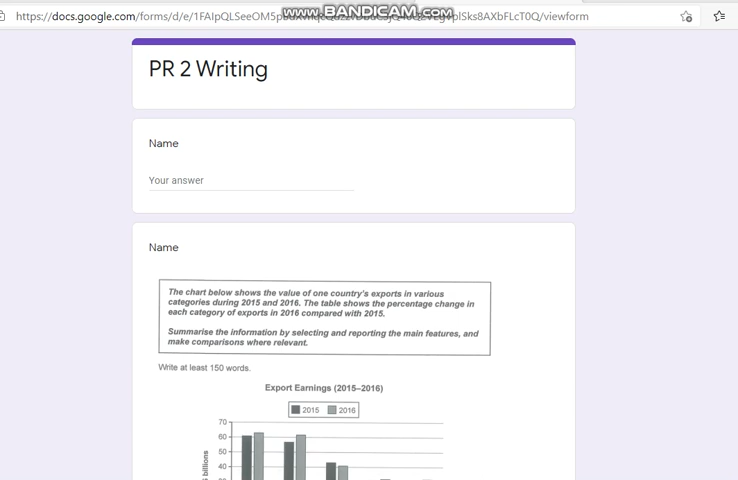 https://docs.google.com/forms/d/e/
www.BANDICAM.com
PR 2 Writing
Name
Your answer
Name
The chart below shows the value of one country's exports in various
categories during 2015 and 2016. The table shows the percentage change in
each category of exports in 2016 compared with 2015.
Summarise the information by selecting and reporting the main features, and
make comparisons where relevant.
Write at least 150 words.
Export Earnings (2015–2016)
2015 2016
70
60
50
40
billions